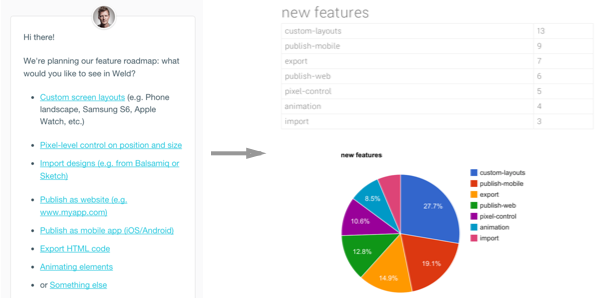 Hi there!
We're planning our feature roadmap: what
would you like to see in Weld?
Custom screen layouts (e.g. Phone
landscape, Samsung S6, Apple
Watch, etc.)
Pixel-level control on position and size
Import designs (e.g. from Balsamiq or
Sketch)
Publish as website (e.g.
www.myapp.com)
Publish as mobile app (iOS/Android)
Export HTML code
Animating elements
or Something else
new features
custom-layouts 13
publish-mobile 9
export 7
publish-web 6
pixel-control 5
animation 4
import 3
new features
27.7%
19.1%
14.9%
12.8%
10.6%
8.5%
custom-layouts
publish-mobile
export
publish-web
pixel-control
animation
import